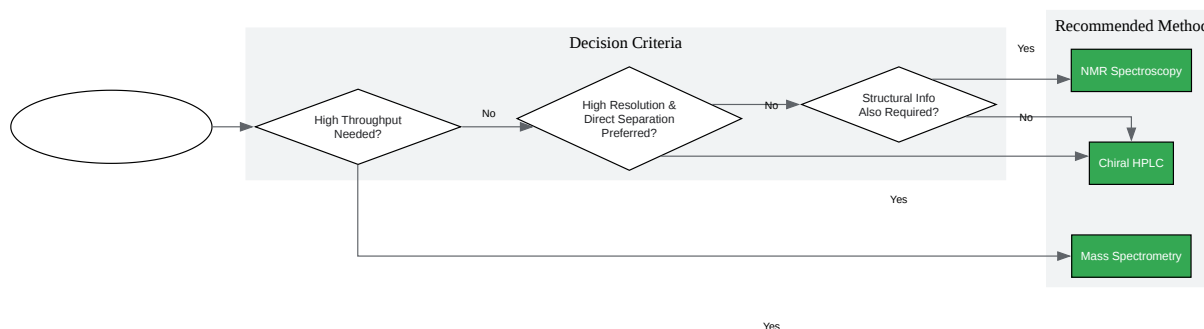 Recommended Method
Decision Criteria
Yes
NMR Spectroscopy
High Throughput
Needed?
No
High Resolution &
Direct Separation
Preferred?
No
Structural Info
Also Required?
No
Chiral HPLC
Yes
Mass Spectrometry
Yes